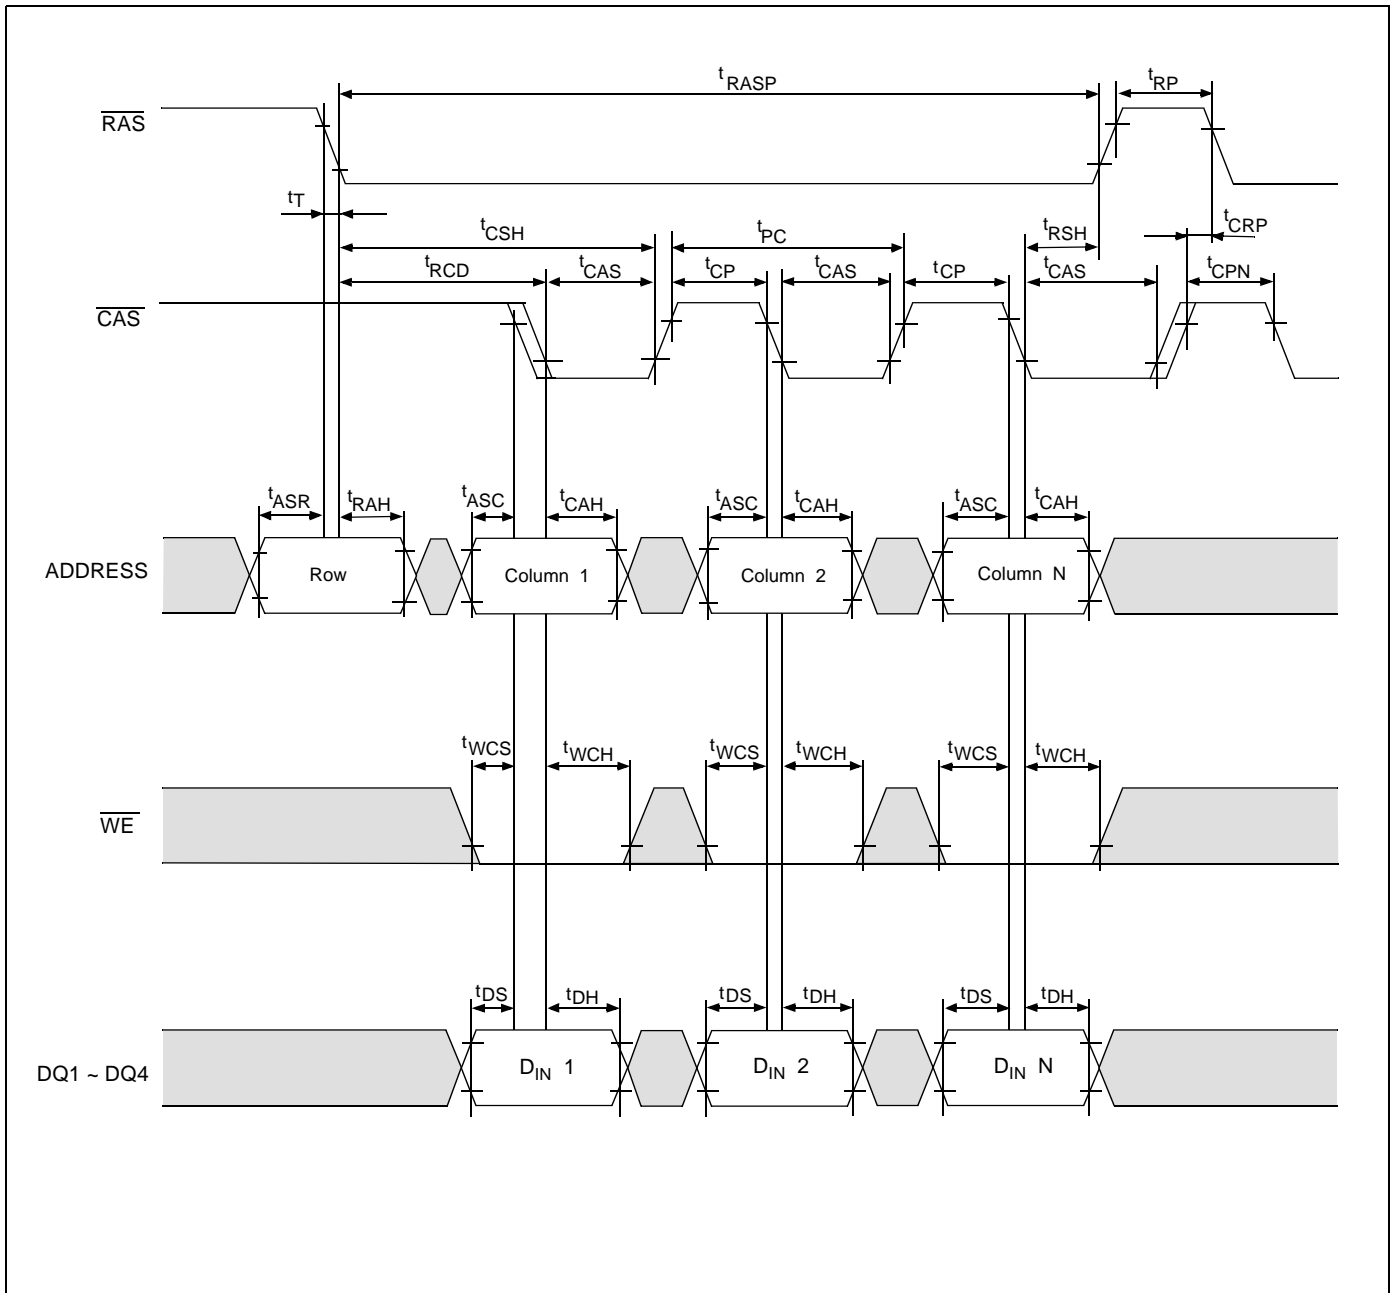 tRASP
tRP
RAS
tT
tCSH
tPC
tRSH
tCRP
tRCD
tCAS
tCP
tCAS
tCP
tCAS
tCPN
CAS
tASR
tRAH
tASC
tCAH
tASC
tCAH
tASC
tCAH
ADDRESS
Row
Column 1
Column 2
Column N
tWCS
tWCH
tWCS
tWCH
tWCS
tWCH
WE
tDS
tDH
tDS
tDH
tDS
tDH
DQ1 ~ DQ4
DIN 1
DIN 2
DIN N